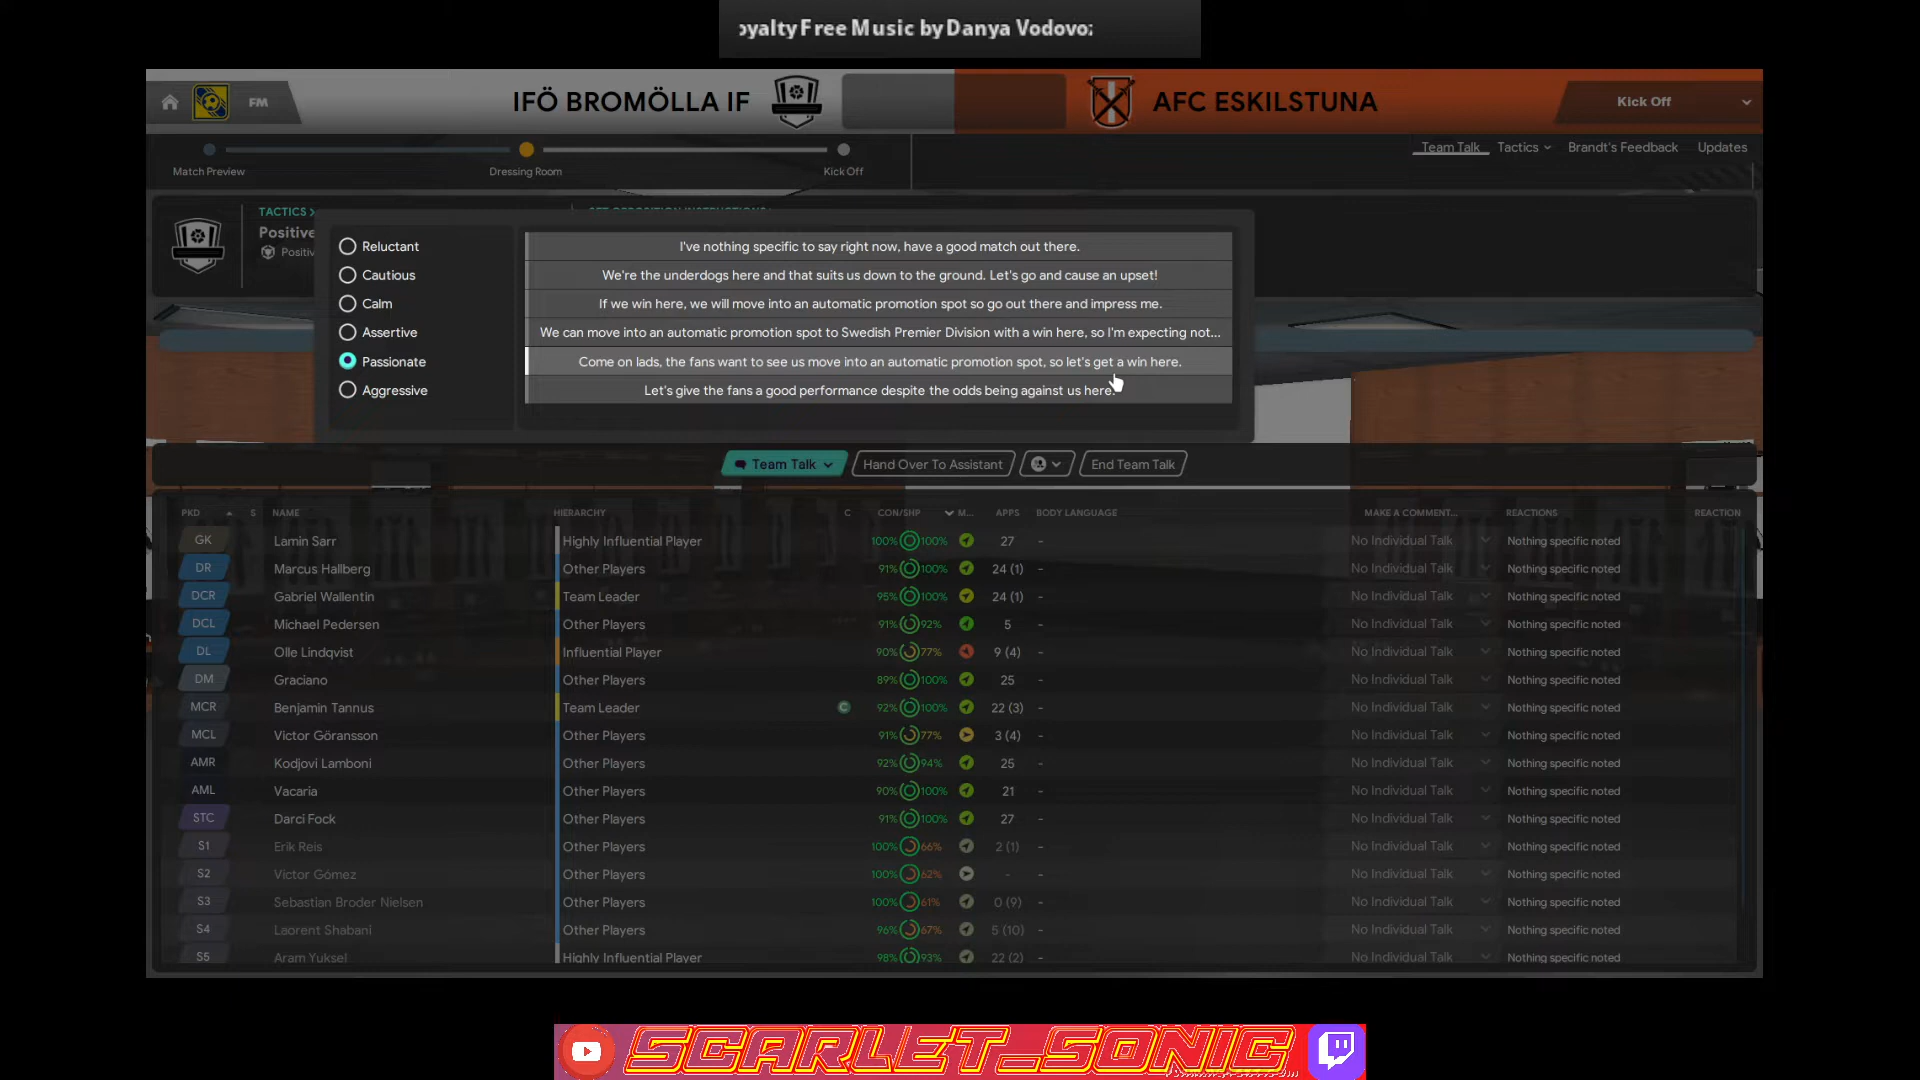 oyalty Free Music by Danya Vodovoz
FM
IFÖ BROMÖLLA IF
AFC ESKILSTUNA
Kick Off
Match Preview
Dressing Room
Kick Off
Team Talk
Tactics
Brandt's Feedback
Updates
TACTICS
Positive
Positiv
Reluctant
Cautious
Calm
Assertive
Passionate
Aggressive
I've nothing specific to say right now, have a good match out there.
We're the underdogs here and that suits us down to the ground. Let's go and cause an upset!
If we win here, we will move into an automatic promotion spot so go out there and impress me.
We can move into an automatic promotion spot to Swedish Premier Division with a win here, so I'm expecting not...
Come on lads, the fans want to see us move into an automatic promotion spot, so let's get a win here.
Let's give the fans a good performance despite the odds being against us here.
Team Talk
Hand Over To Assistant
End Team Talk
PKD S NAME HIERARCHY C CON/SHP M... APPS BODY LANGUAGE MAKE A COMMENT... REACTIONS REACTION
GK Lamin Sarr Highly Influential Player 100% 100% 27 - No Individual Talk Nothing specific noted
DR Marcus Hallberg Other Players 91% 100% 24 (1) - No Individual Talk Nothing specific noted
DCR Gabriel Wallentin Team Leader 95% 100% 24 (1) - No Individual Talk Nothing specific noted
DCL Michael Pedersen Other Players 91% 92% 5 - No Individual Talk Nothing specific noted
DL Olle Lindqvist Influential Player 90% 77% 9 (4) - No Individual Talk Nothing specific noted
DM Graciano Other Players 89% 100% 25 - No Individual Talk Nothing specific noted
MCR Benjamin Tannus Team Leader C 92% 100% 22 (3) - No Individual Talk Nothing specific noted
MCL Victor Göransson Other Players 91% 77% 3 (4) - No Individual Talk Nothing specific noted
AMR Kodjovi Lamboni Other Players 92% 94% 25 - No Individual Talk Nothing specific noted
AML Vacaria Other Players 90% 100% 21 - No Individual Talk Nothing specific noted
STC Darci Fock Other Players 91% 100% 27 - No Individual Talk Nothing specific noted
S1 Erik Reis Other Players 100% 66% 2 (1) - No Individual Talk Nothing specific noted
S2 Victor Gómez Other Players 100% 62% - - No Individual Talk Nothing specific noted
S3 Sebastian Broder Nielsen Other Players 100% 61% 0 (9) - No Individual Talk Nothing specific noted
S4 Laorent Shabani Other Players 96% 67% 5 (10) - No Individual Talk Nothing specific noted
S5 Aram Yuksel Highly Influential Player 98% 93% 22 (2) - No Individual Talk Nothing specific noted
SCARLET_SONIC